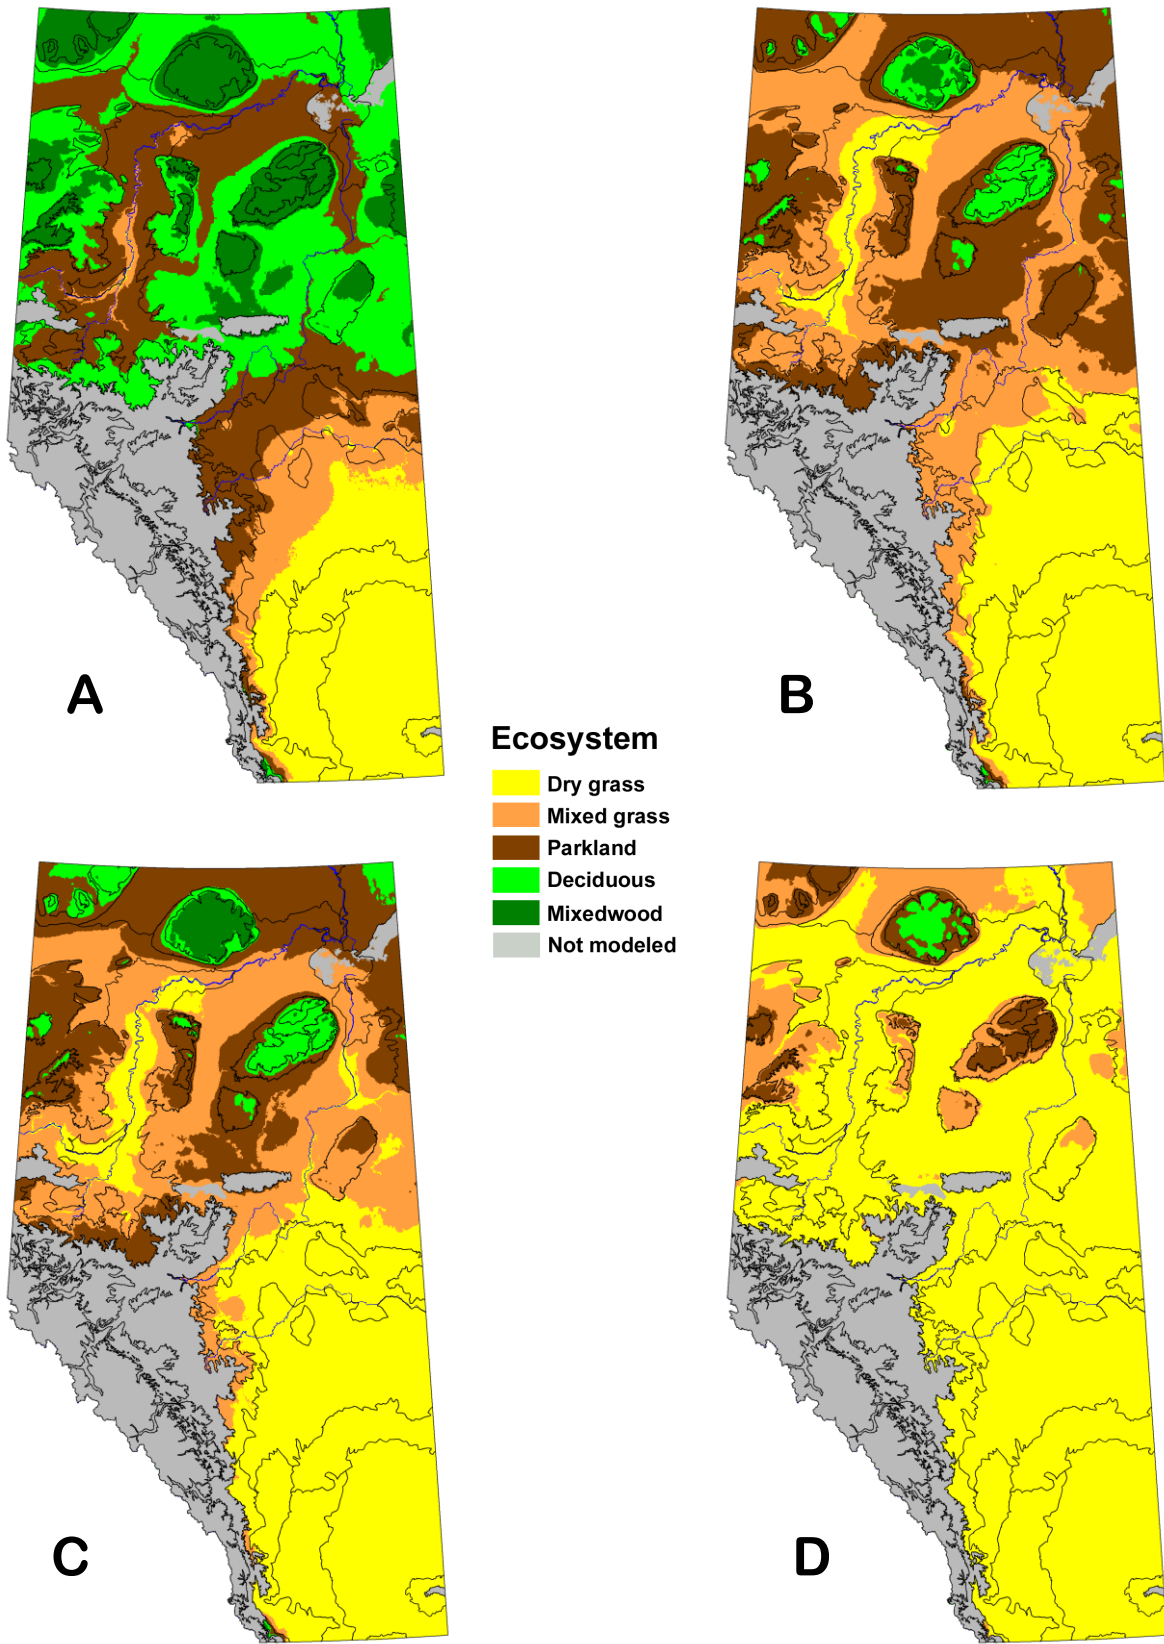 A
B
Ecosystem
Dry grass
Mixed grass
Parkland
Deciduous
Mixedwood
Not modeled
C
D